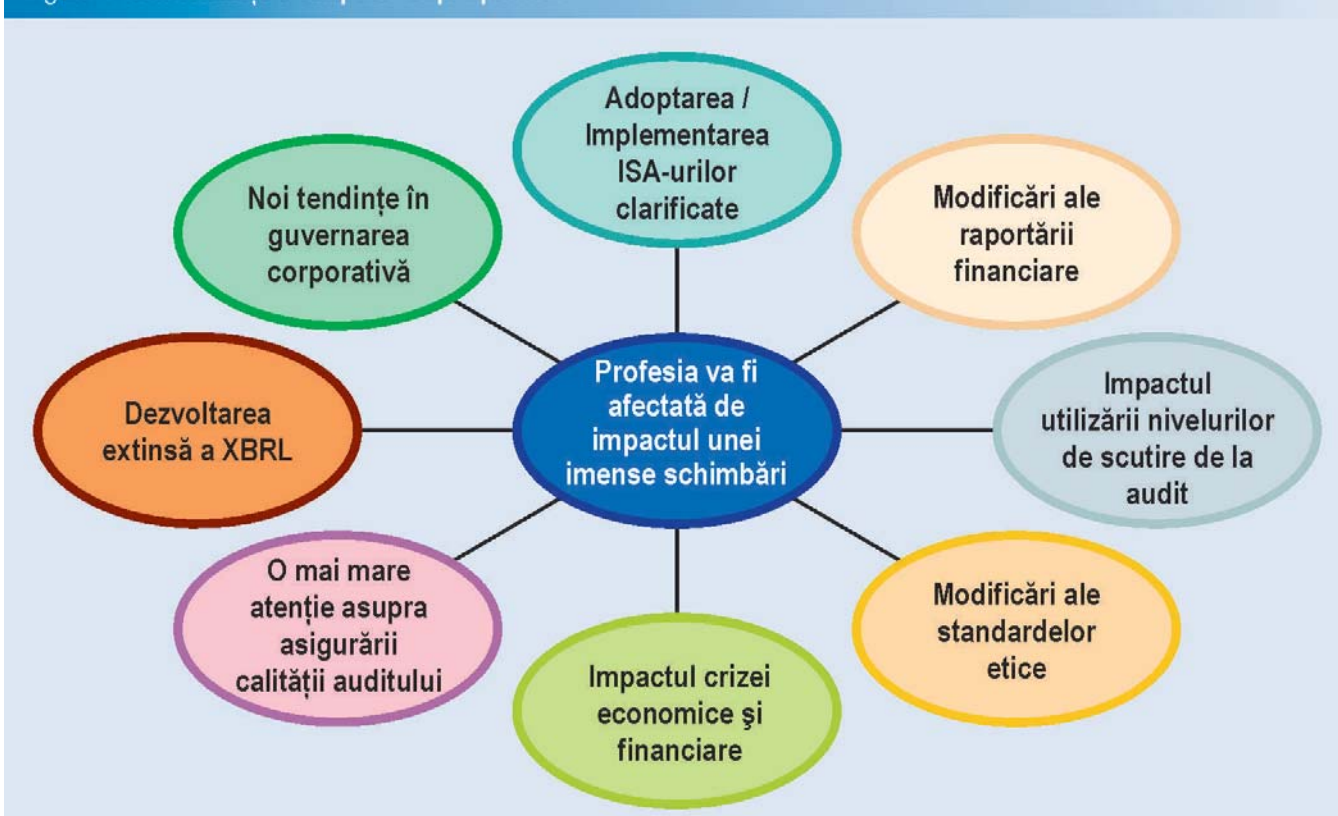 Adoptarea /
Implementarea
ISA-urilor
clarificate
Noi tendințe în
guvernarea
corporativă
Modificări ale
raportării
financiare
Dezvoltarea
extinsă a XBRL
Profesia va fi
afectată de
impactul unei
imense schimbări
Impactul
utilizării nivelurilor
de scutire de la
audit
O mai mare
atenție asupra
asigurării
calității auditului
Impactul crizei
economice şi
financiare
Modificări ale
standardelor
etice